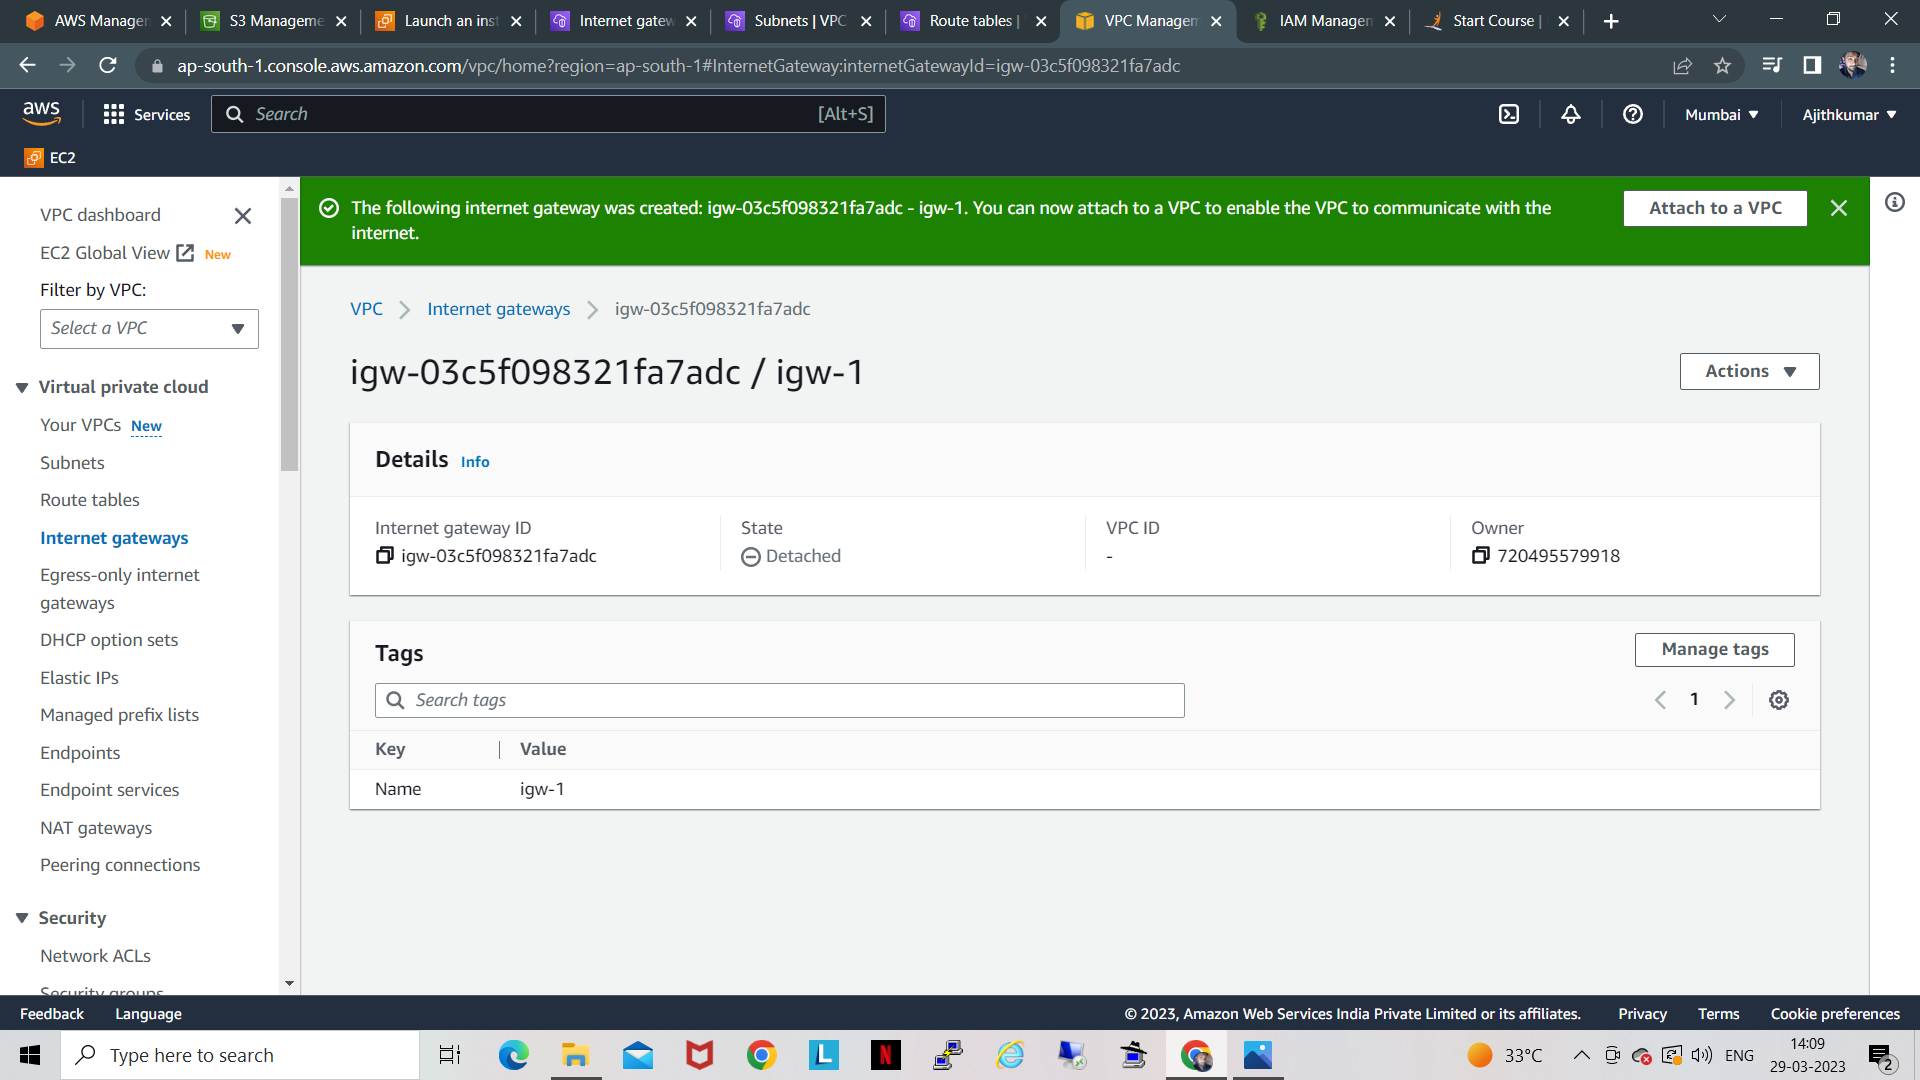 AWS Managen
S3 Manageme
Launch an inst
Internet gatew
Subnets | VPC
Route tables |
VPC Managem
IAM Managem
Start Course |
ap-south-1.console.aws.amazon.com/vpc/home?region=ap-south-1#InternetGateway:internetGatewayId=igw-03c5f098321fa7adc
aws
Services
Search
[Alt+S]
Mumbai
Ajithkumar
EC2
VPC dashboard
EC2 Global View New
Filter by VPC:
Select a VPC
Virtual private cloud
Your VPCs New
Subnets
Route tables
Internet gateways
Egress-only internet
gateways
DHCP option sets
Elastic IPs
Managed prefix lists
Endpoints
Endpoint services
NAT gateways
Peering connections
Security
Network ACLs
Security groups
The following internet gateway was created: igw-03c5f098321fa7adc - igw-1. You can now attach to a VPC to enable the VPC to communicate with the
internet.
Attach to a VPC
VPC
Internet gateways
igw-03c5f098321fa7adc
igw-03c5f098321fa7adc / igw-1
Actions
Details Info
Internet gateway ID
igw-03c5f098321fa7adc
State
Detached
VPC ID
-
Owner
720495579918
Tags
Manage tags
Search tags
1
Key
Value
Name
igw-1
Feedback
Language
© 2023, Amazon Web Services India Private Limited or its affiliates.
Privacy
Terms
Cookie preferences
Type here to search
L
N
33°C
ENG
14:09
29-03-2023
2